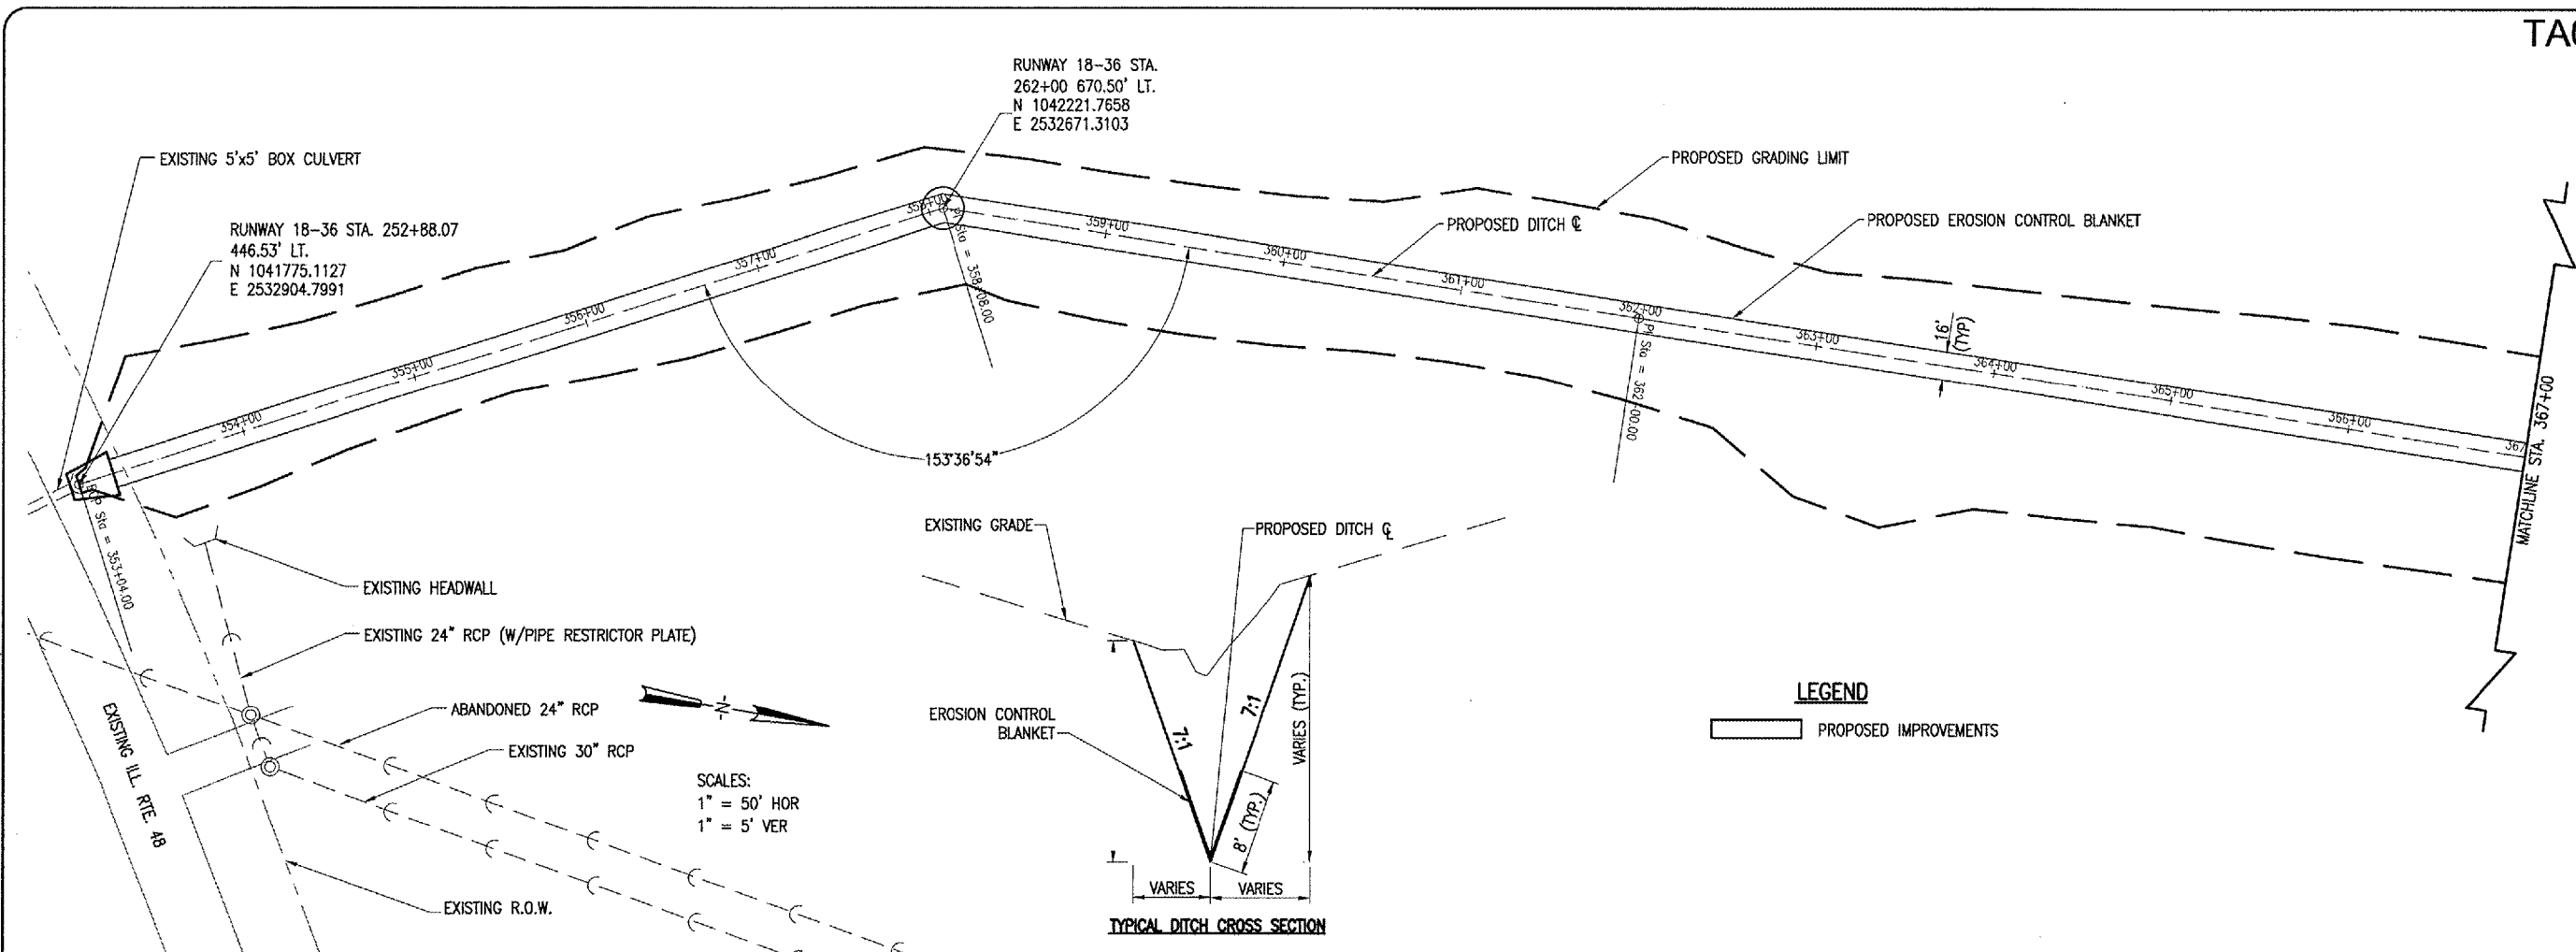 TA
RUNWAY 18-36 STA.
262+00 670.50' LT.
N 1042221.7658
E 2532671.3103
EXISTING 5'x5' BOX CULVERT
PROPOSED GRADING LIMIT
RUNWAY 18-36 STA. 252+88.07
446.53' LT.
N 1041775.1127
E 2532904.7991
PROPOSED DITCH ℄
PROPOSED EROSION CONTROL BLANKET
354+00
355+00
356+00
357+00
358+00
PI Sta = 358+08.00
359+00
360+00
361+00
362+00
PI Sta = 362+00.00
363+00
16'
(TYP)
364+00
365+00
366+00
367
MATCHLINE STA. 367+00
153°36'54"
BOP Sta = 353+04.00
EXISTING HEADWALL
EXISTING 24" RCP (W/PIPE RESTRICTOR PLATE)
ABANDONED 24" RCP
EXISTING 30" RCP
EXISTING R.O.W.
EXISTING ILL. RTE. 48
-N-
SCALES:
1" = 50' HOR
1" = 5' VER
EXISTING GRADE
PROPOSED DITCH ℄
EROSION CONTROL
BLANKET
7:1
7:1
8' (TYP.)
VARIES (TYP.)
VARIES
VARIES
TYPICAL DITCH CROSS SECTION
LEGEND
PROPOSED IMPROVEMENTS